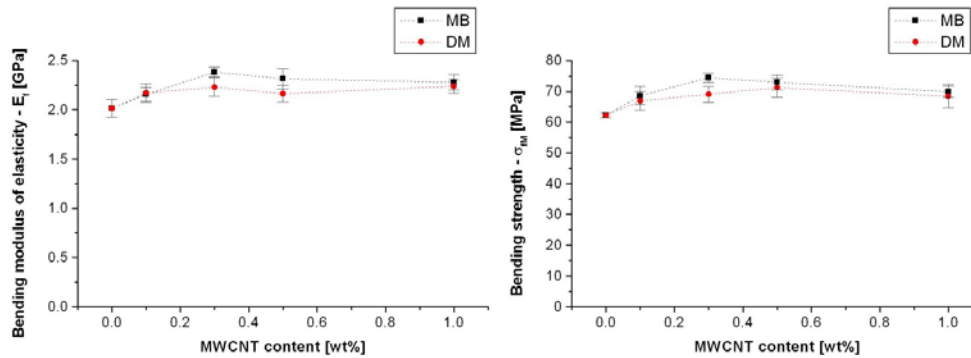 MB
DM
Bending modulus of elasticity - E_I [GPa]
2.5
2.0
1.5
1.0
0.5
0.0
0.0 0.2 0.4 0.6 0.8 1.0
MWCNT content [wt%]
MB
DM
Bending strength - σ_fM [MPa]
80
70
60
50
40
30
20
10
0
0.0 0.2 0.4 0.6 0.8 1.0
MWCNT content [wt%]